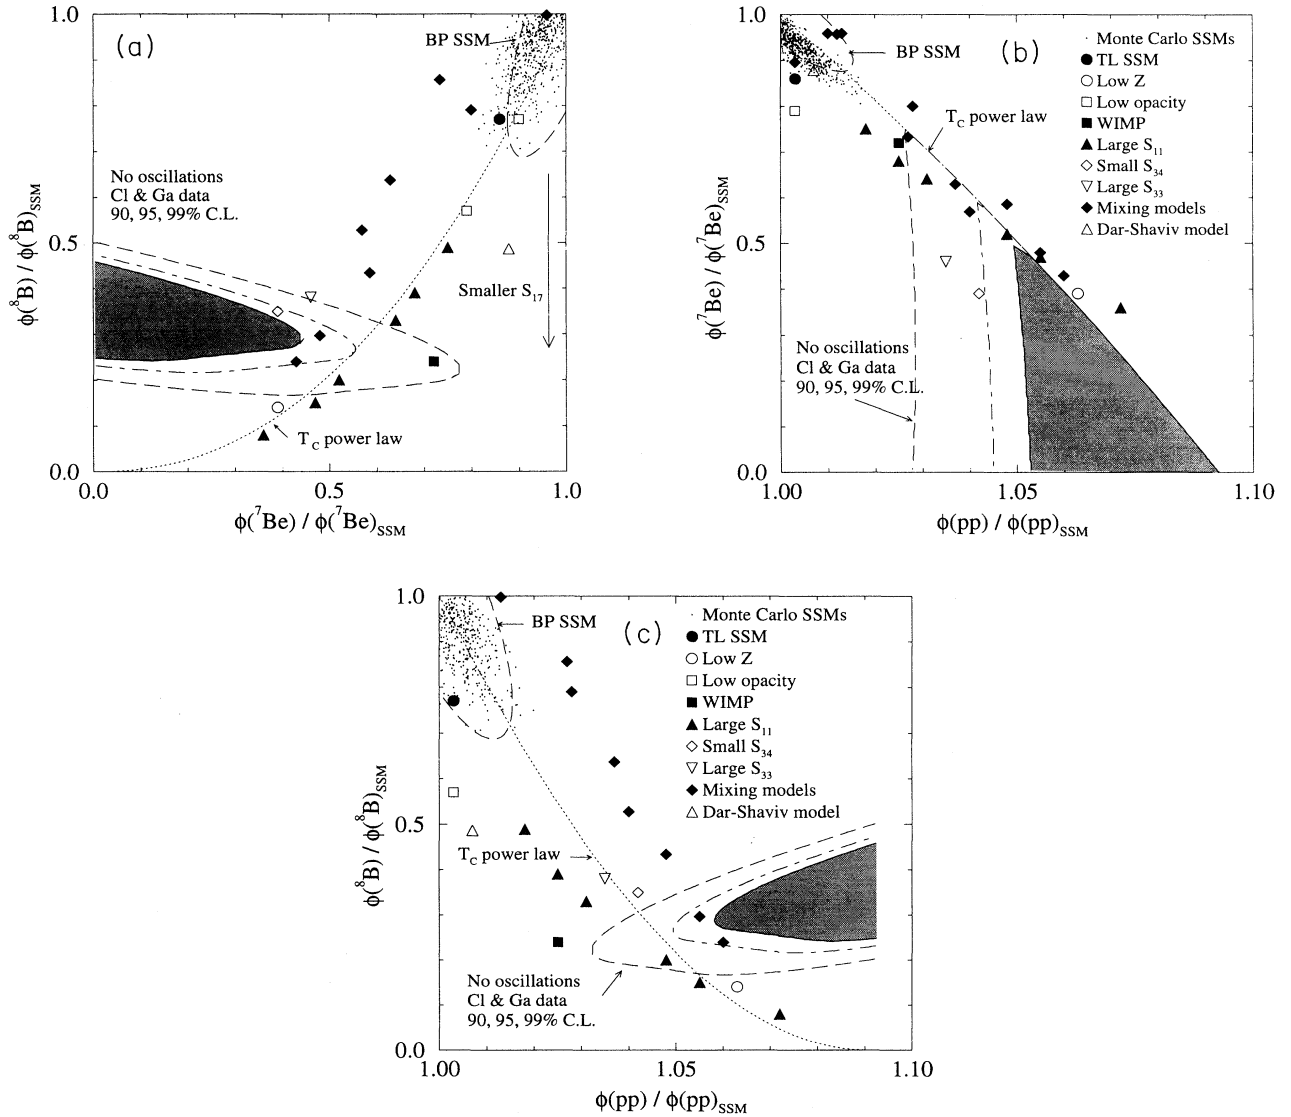 (a)
1.0
BP SSM
No oscillations
Cl & Ga data
90, 95, 99% C.L.
0.5
Smaller S17
TC power law
0.0
0.0
0.5
1.0
ϕ(⁸B) / ϕ(⁸B)SSM
ϕ(⁷Be) / ϕ(⁷Be)SSM
(b)
1.0
BP SSM
Monte Carlo SSMs
TL SSM
Low Z
Low opacity
WIMP
Large S11
Small S34
Large S33
Mixing models
Dar-Shaviv model
TC power law
0.5
No oscillations
Cl & Ga data
90, 95, 99% C.L.
0.0
1.00
1.05
1.10
ϕ(⁷Be) / ϕ(⁷Be)SSM
ϕ(pp) / ϕ(pp)SSM
(c)
1.0
BP SSM
Monte Carlo SSMs
TL SSM
Low Z
Low opacity
WIMP
Large S11
Small S34
Large S33
Mixing models
Dar-Shaviv model
0.5
TC power law
No oscillations
Cl & Ga data
90, 95, 99% C.L.
0.0
1.00
1.05
1.10
ϕ(⁸B) / ϕ(⁸B)SSM
ϕ(pp) / ϕ(pp)SSM